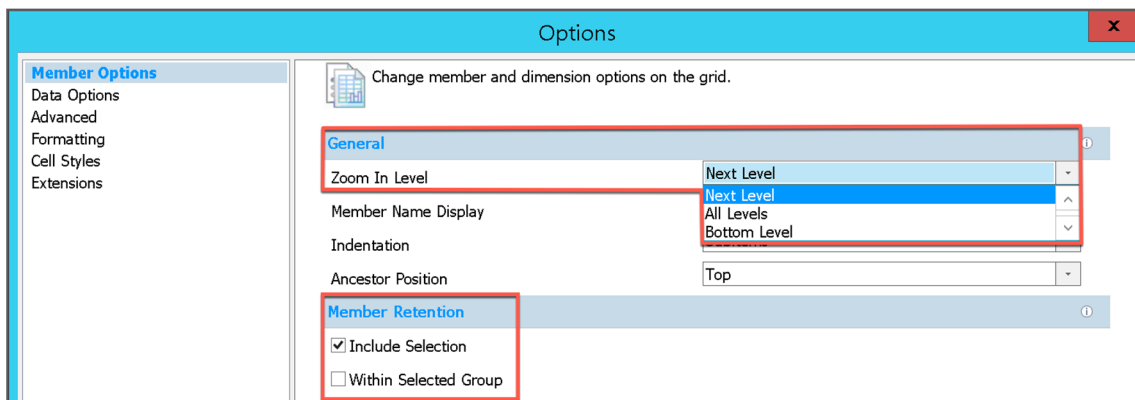 Options
x
Member Options
Data Options
Advanced
Formatting
Cell Styles
Extensions
Change member and dimension options on the grid.
General
Zoom In Level
Next Level
Next Level
All Levels
Bottom Level
Member Name Display
Indentation
Ancestor Position
Top
Member Retention
Include Selection
Within Selected Group